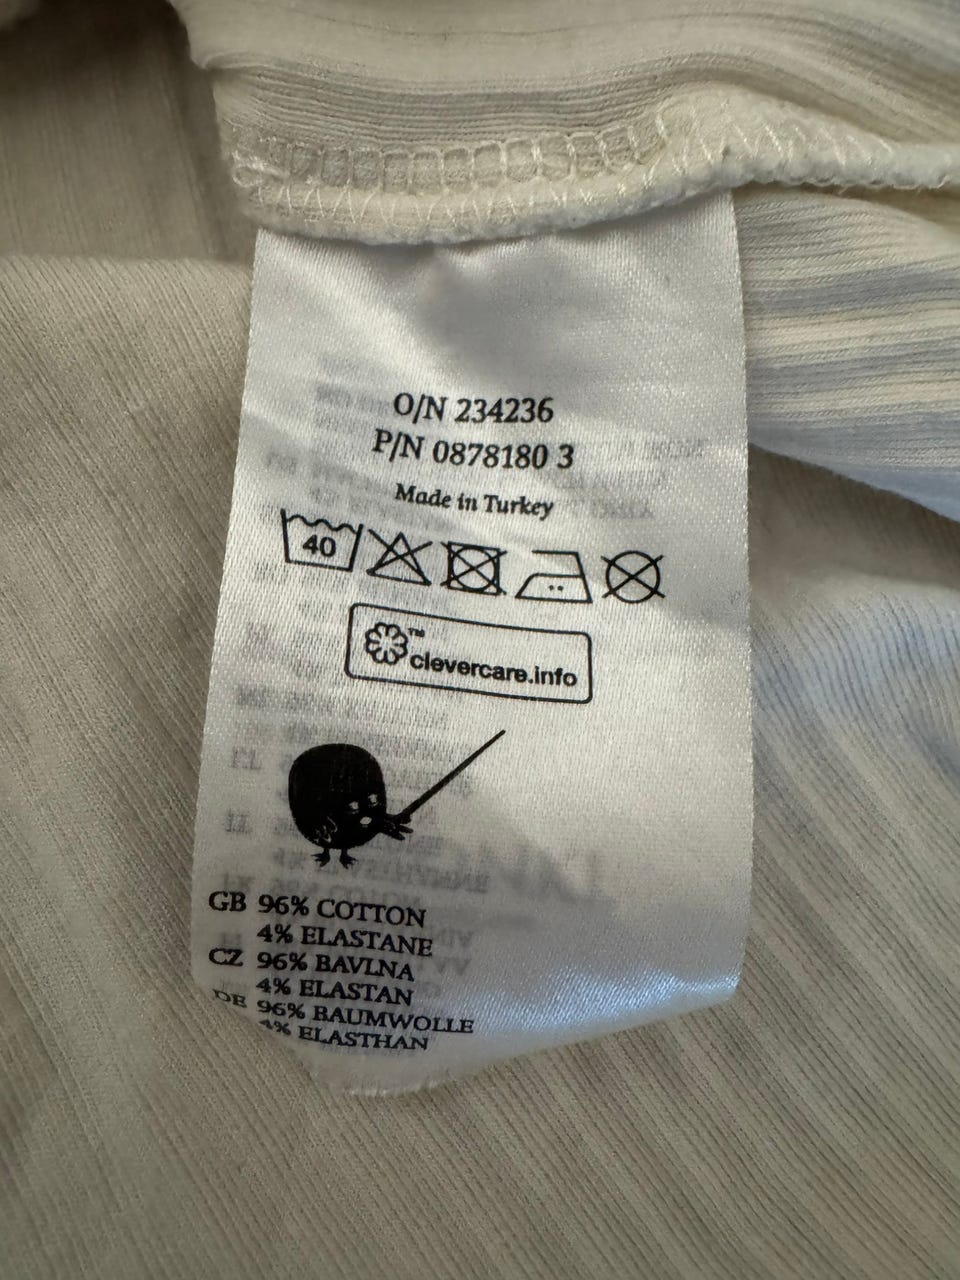 O/N 234236
P/N 0878180 3
Made in Turkey
40
™
clevercare.info
GB 96% COTTON
4% ELASTANE
CZ 96% BAVLNA
4% ELASTAN
DE 96% BAUMWOLLE
4% ELASTHAN